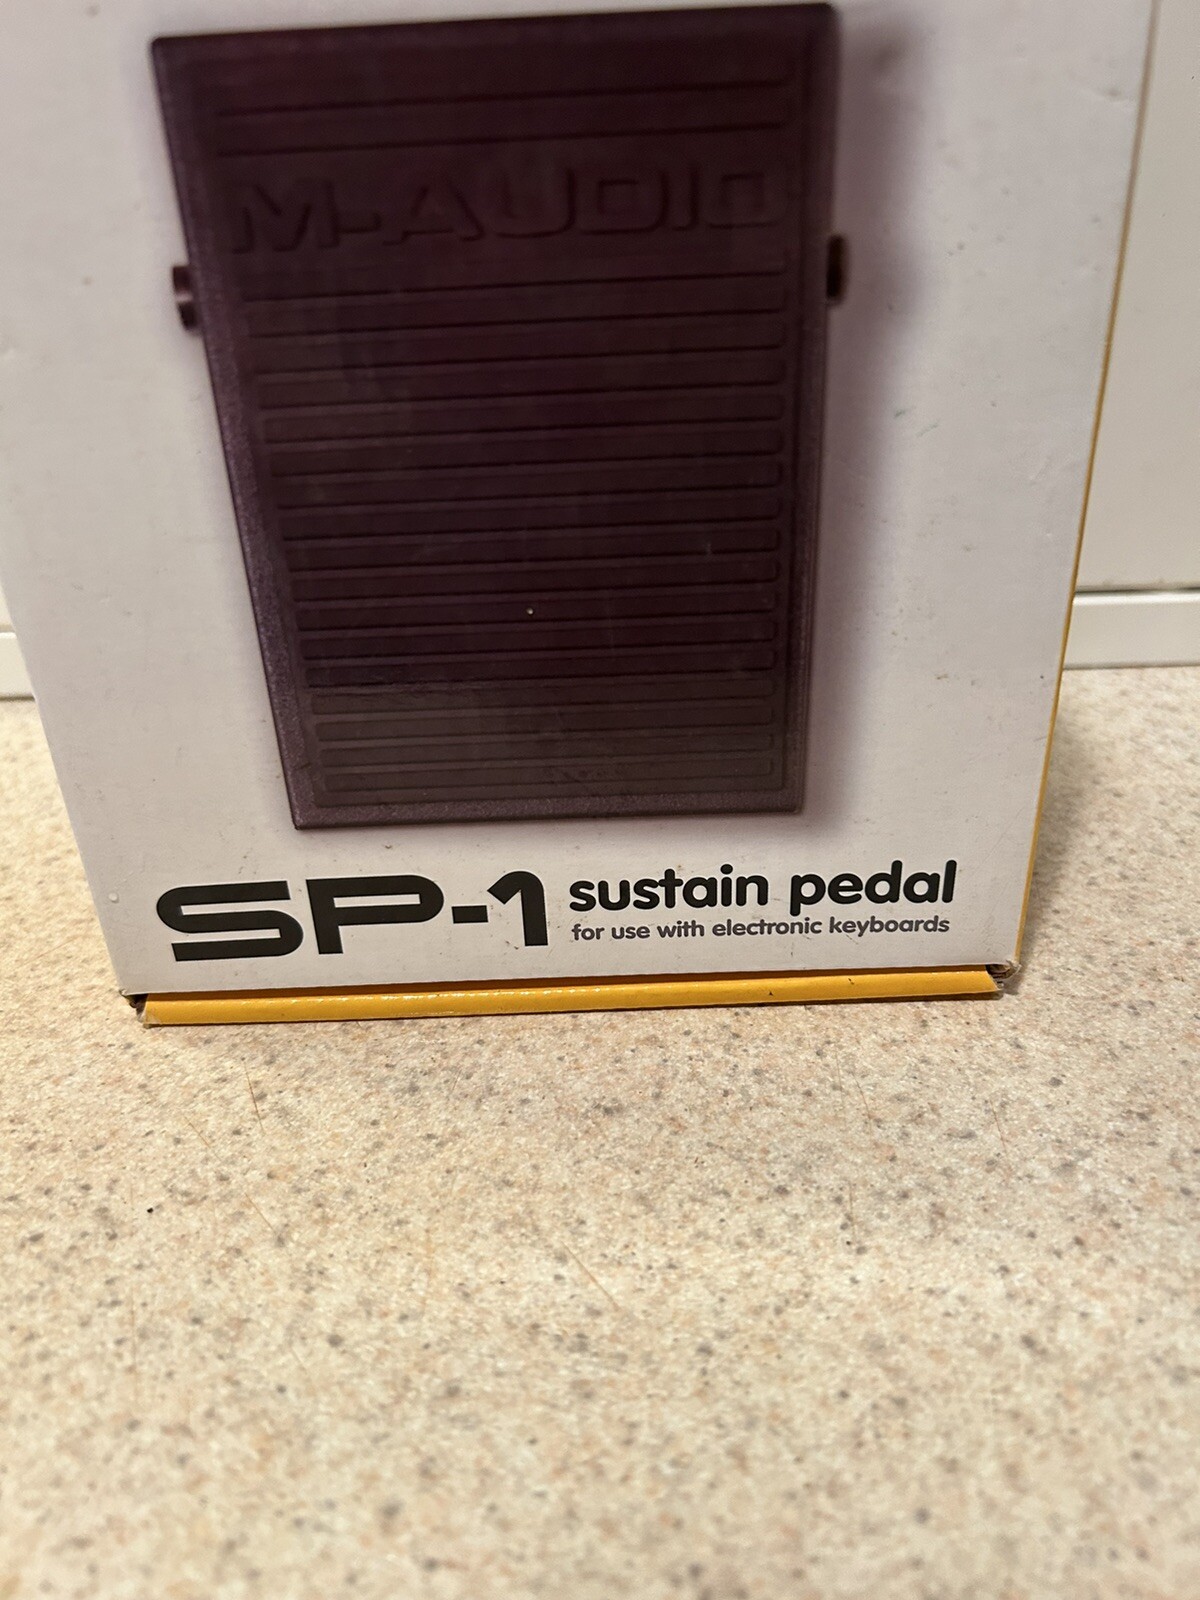 M-AUDIO
SP-1 sustain pedal
for use with electronic keyboards